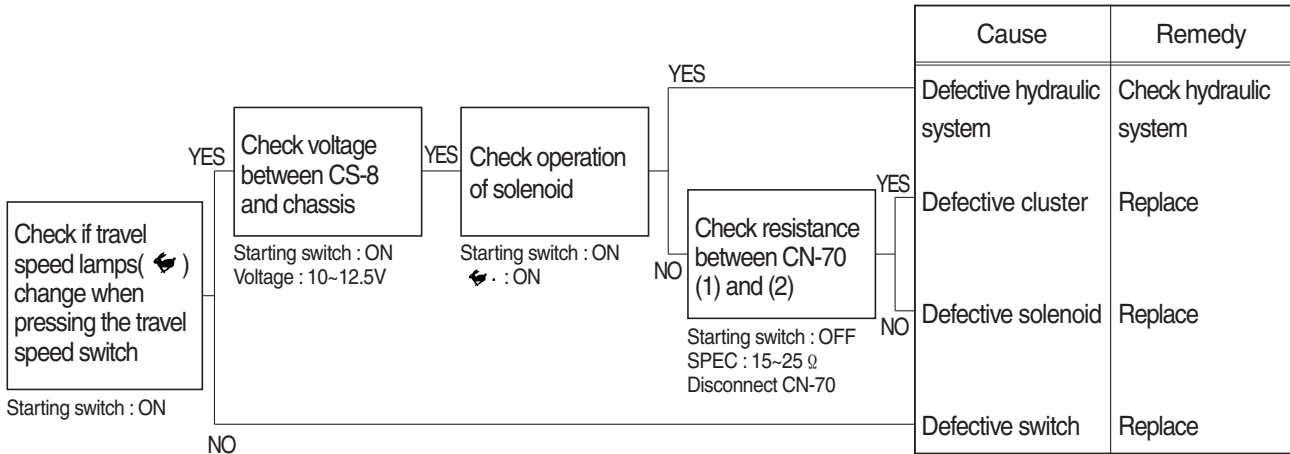 Check if travel
speed lamps( )
change when
pressing the travel
speed switch
Starting switch : ON
YES
NO
Check voltage
between CS-8
and chassis
Starting switch : ON
Voltage : 10~12.5V
YES
Check operation
of solenoid
Starting switch : ON
: ON
YES
NO
Check resistance
between CN-70
(1) and (2)
Starting switch : OFF
SPEC : 15~25 Ω
Disconnect CN-70
YES
NO
Cause Remedy
Defective hydraulic Check hydraulic
system system
Defective cluster Replace
Defective solenoid Replace
Defective switch Replace